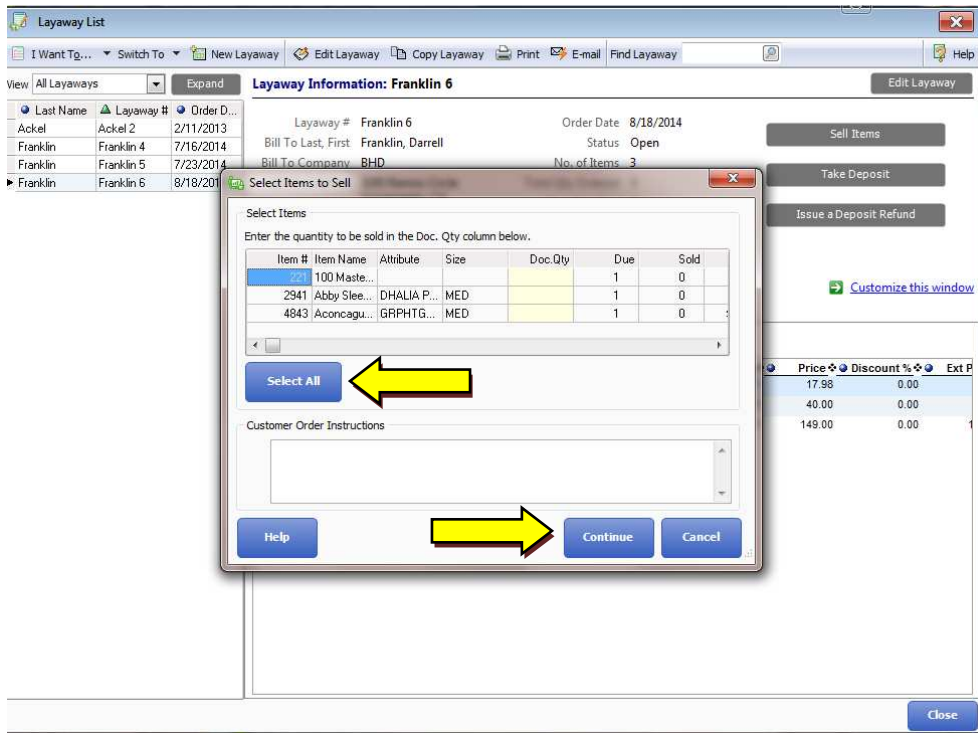 Layaway List
I Want To... Switch To New Layaway Edit Layaway Copy Layaway Print E-mail Find Layaway Help
View All Layaways Expand Layaway Information: Franklin 6 Edit Layaway
Last Name Layaway # Order D...
Ackel Ackel 2 2/11/2013
Franklin Franklin 4 7/16/2014
Franklin Franklin 5 7/23/2014
Franklin Franklin 6 8/18/201
Layaway # Franklin 6 Order Date 8/18/2014
Bill To Last, First Franklin, Darrell Status Open
Bill To Company BHD No. of Items 3
Sell Items
Take Deposit
Issue a Deposit Refund
Customize this window
Select Items to Sell
Select Items
Enter the quantity to be sold in the Doc. Qty column below.
Item # Item Name Attribute Size Doc.Qty Due Sold
221 100 Maste... 1 0
2941 Abby Slee... DHALIA P... MED 1 0
4843 Aconcagu... GRPHTG... MED 1 0
Select All
Customer Order Instructions
Help Continue Cancel
Price Discount % Ext P
17.98 0.00
40.00 0.00
149.00 0.00 1
Close